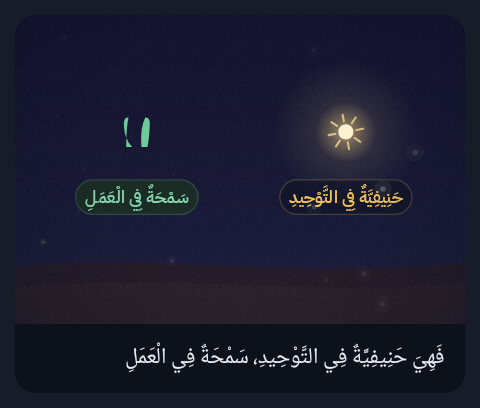 حَنِيفِيَّةٌ فِي التَّوْحِيدِ
سَمْحَةٌ فِي الْعَمَلِ
فَهِيَ حَنِيفِيَّةٌ فِي التَّوْحِيدِ، سَمْحَةٌ فِي الْعَمَلِ